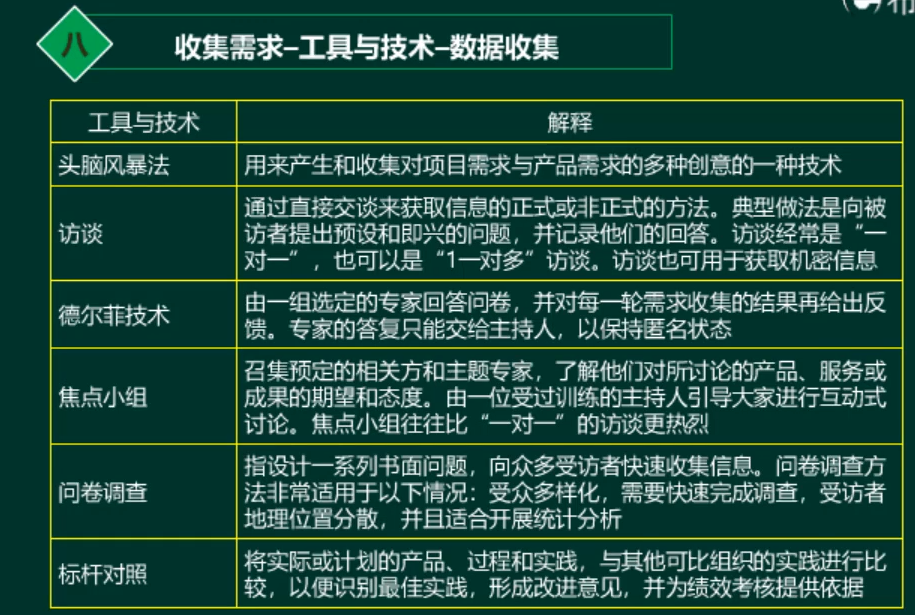 八
收集需求–工具与技术–数据收集
工具与技术
解释
头脑风暴法
用来产生和收集对项目需求与产品需求的多种创意的一种技术
访谈
通过直接交谈来获取信息的正式或非正式的方法。典型做法是向被
访者提出预设和即兴的问题，并记录他们的回答。访谈经常是“一
对一”，也可以是“1一对多”访谈。访谈也可用于获取机密信息
德尔菲技术
由一组选定的专家回答问卷，并对每一轮需求收集的结果再给出反
馈。专家的答复只能交给主持人，以保持匿名状态
焦点小组
召集预定的相关方和主题专家，了解他们对所讨论的产品、服务或
成果的期望和态度。由一位受过训练的主持人引导大家进行互动式
讨论。焦点小组往往比“一对一”的访谈更热烈
问卷调查
指设计一系列书面问题，向众多受访者快速收集信息。问卷调查方
法非常适用于以下情况：受众多样化，需要快速完成调查，受访者
地理位置分散，并且适合开展统计分析
标杆对照
将实际或计划的产品、过程和实践，与其他可比组织的实践进行比
较，以便识别最佳实践，形成改进意见，并为绩效考核提供依据